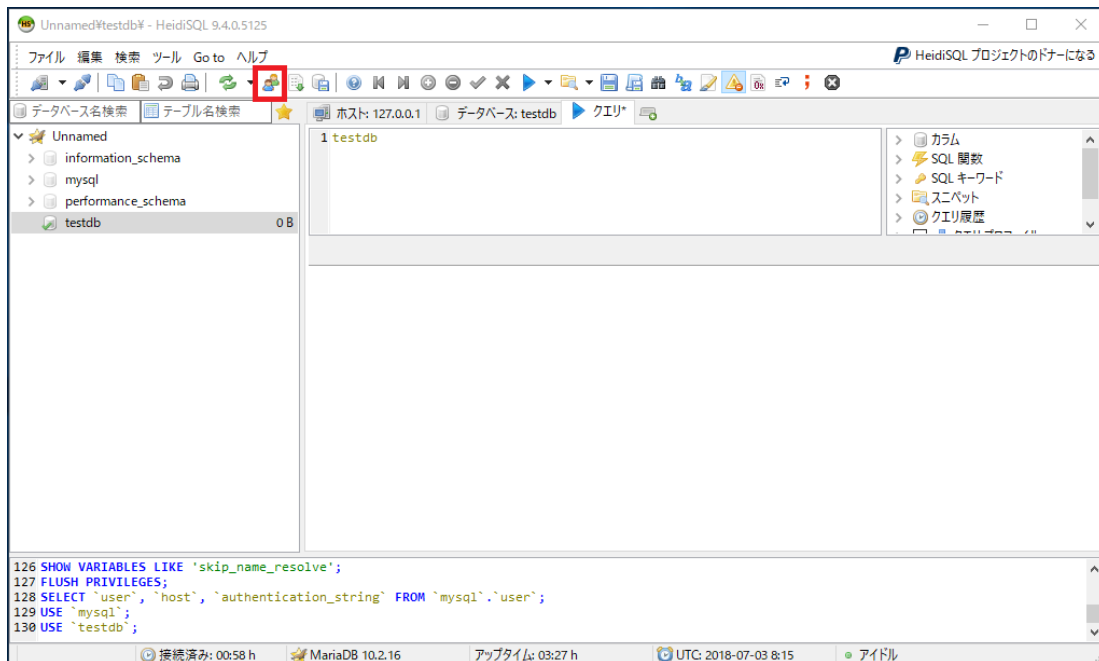 Unnamed¥testdb¥ - HeidiSQL 9.4.0.5125
ファイル 編集 検索 ツール Go to ヘルプ
HeidiSQL プロジェクトのドナーになる
データベース名検索 テーブル名検索
ホスト: 127.0.0.1 データベース: testdb クエリ*
Unnamed
information_schema
mysql
performance_schema
testdb 0 B
1 testdb
カラム
SQL 関数
SQL キーワード
スニペット
クエリ履歴
126 SHOW VARIABLES LIKE 'skip_name_resolve';
127 FLUSH PRIVILEGES;
128 SELECT `user`, `host`, `authentication_string` FROM `mysql`.`user`;
129 USE `mysql`;
130 USE `testdb`;
接続済み: 00:58 h MariaDB 10.2.16 アップタイム: 03:27 h UTC: 2018-07-03 8:15 アイドル